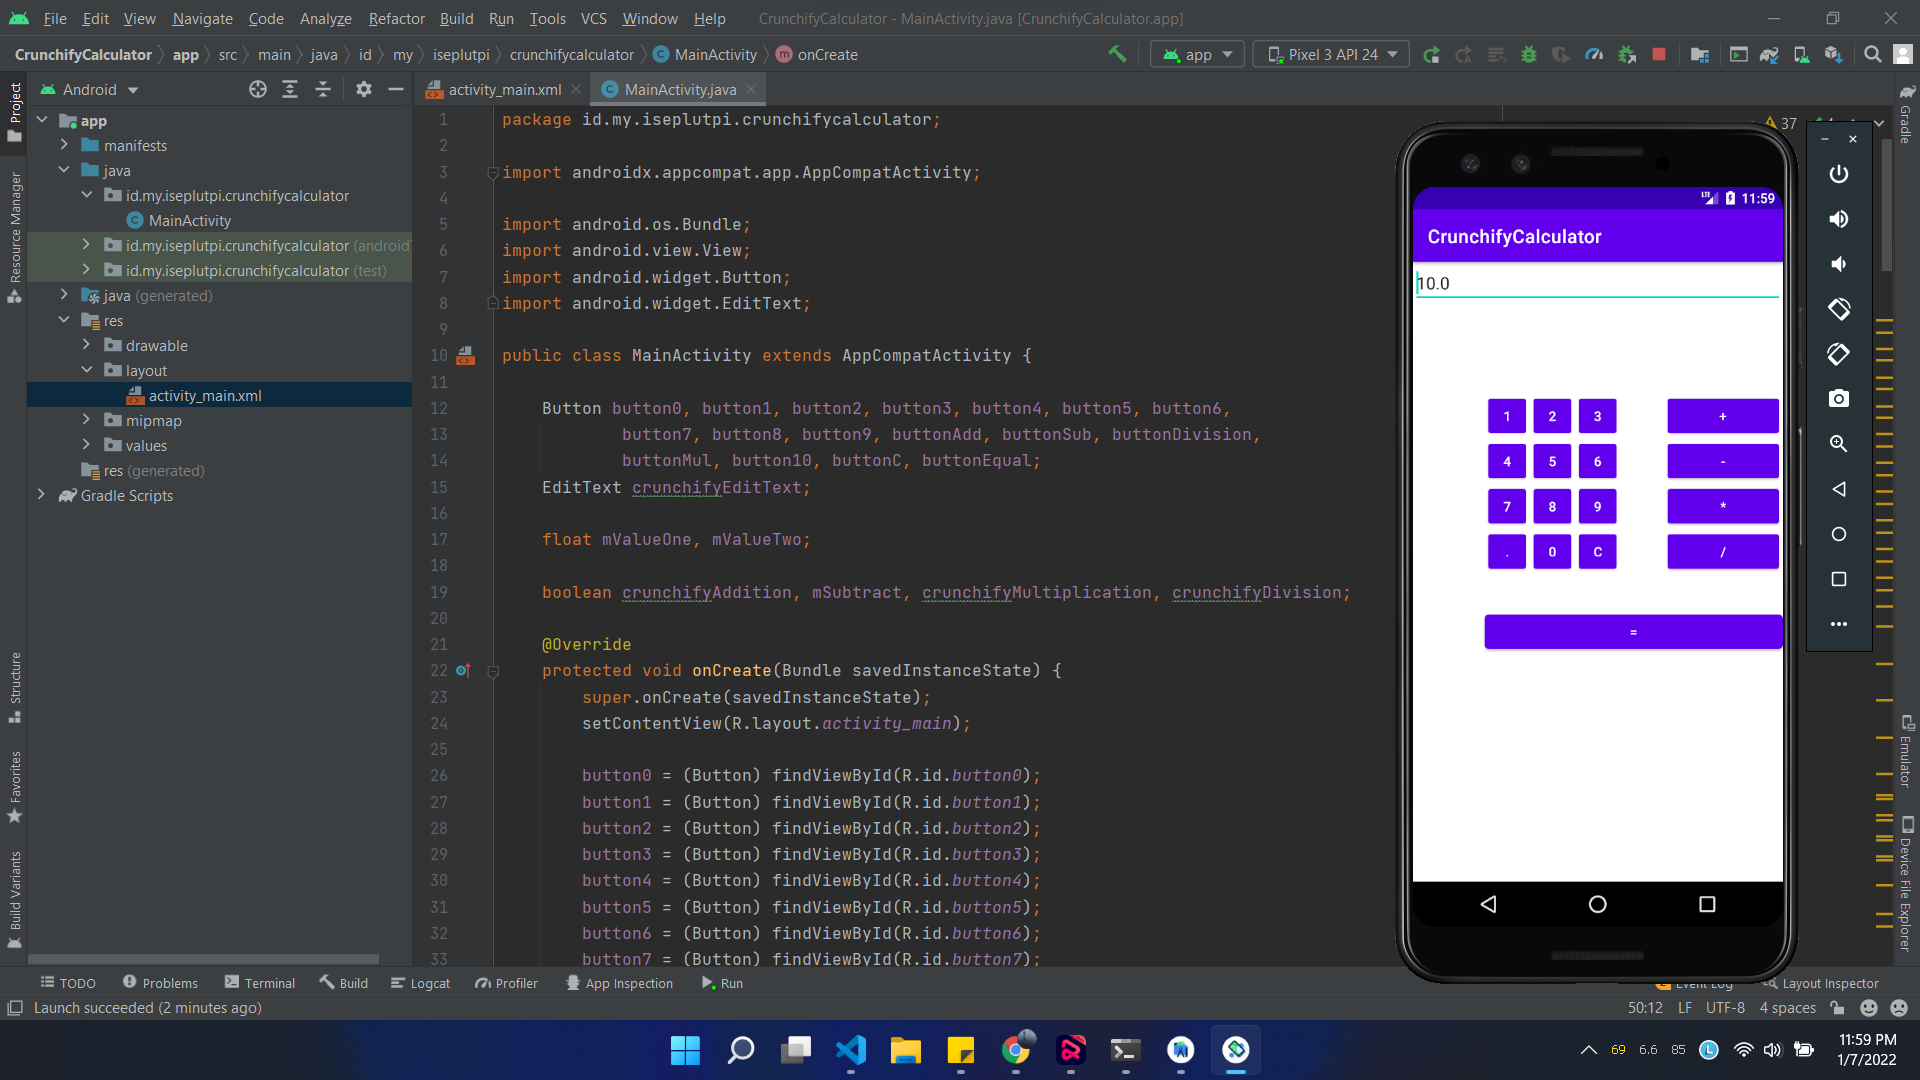 File Edit View Navigate Code Analyze Refactor Build Run Tools VCS Window Help CrunchifyCalculator - MainActivity.java [CrunchifyCalculator.app]
CrunchifyCalculator app src main java id my iseplutpi crunchifycalculator MainActivity onCreate app Pixel 3 API 24
Android
activity_main.xml MainActivity.java
Project
Resource Manager
Structure
Favorites
Build Variants
app
manifests
java
id.my.iseplutpi.crunchifycalculator
MainActivity
id.my.iseplutpi.crunchifycalculator (android
id.my.iseplutpi.crunchifycalculator (test)
java (generated)
res
drawable
layout
activity_main.xml
mipmap
values
res (generated)
Gradle Scripts
1 package id.my.iseplutpi.crunchifycalculator;
2
3 import androidx.appcompat.app.AppCompatActivity;
4
5 import android.os.Bundle;
6 import android.view.View;
7 import android.widget.Button;
8 import android.widget.EditText;
9
10 public class MainActivity extends AppCompatActivity {
11
12 Button button0, button1, button2, button3, button4, button5, button6,
13 button7, button8, button9, buttonAdd, buttonSub, buttonDivision,
14 buttonMul, button10, buttonC, buttonEqual;
15 EditText crunchifyEditText;
16
17 float mValueOne, mValueTwo;
18
19 boolean crunchifyAddition, mSubtract, crunchifyMultiplication, crunchifyDivision;
20
21 @Override
22 protected void onCreate(Bundle savedInstanceState) {
23 super.onCreate(savedInstanceState);
24 setContentView(R.layout.activity_main);
25
26 button0 = (Button) findViewById(R.id.button0);
27 button1 = (Button) findViewById(R.id.button1);
28 button2 = (Button) findViewById(R.id.button2);
29 button3 = (Button) findViewById(R.id.button3);
30 button4 = (Button) findViewById(R.id.button4);
31 button5 = (Button) findViewById(R.id.button5);
32 button6 = (Button) findViewById(R.id.button6);
33 button7 = (Button) findViewById(R.id.button7);
37
LTE 11:59
CrunchifyCalculator
10.0
1 2 3 +
4 5 6 -
7 8 9 *
. 0 C /
=
Gradle
Emulator
Device File Explorer
TODO Problems Terminal Build Logcat Profiler App Inspection Run Event Log Layout Inspector
Launch succeeded (2 minutes ago) 50:12 LF UTF-8 4 spaces
69 6.6 85 L 11:59 PM
1/7/2022